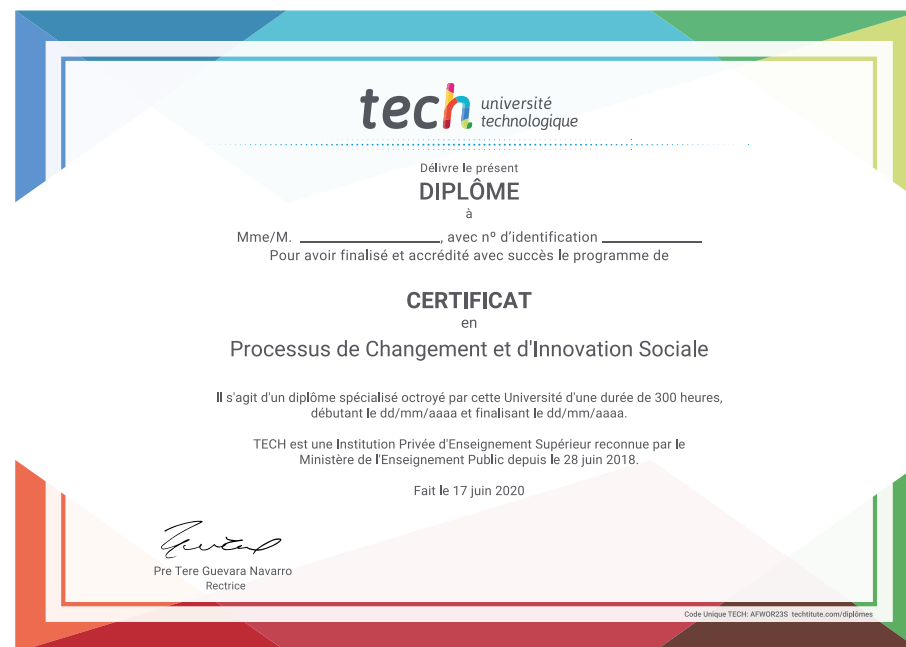 tech université
technologique
Délivre le présent
DIPLÔME
à
Mme/M. ____________________, avec nº d'identification ______________
Pour avoir finalisé et accrédité avec succès le programme de
CERTIFICAT
en
Processus de Changement et d'Innovation Sociale
Il s'agit d'un diplôme spécialisé octroyé par cette Université d'une durée de 300 heures,
débutant le dd/mm/aaaa et finalisant le dd/mm/aaaa.
TECH est une Institution Privée d'Enseignement Supérieur reconnue par le
Ministère de l'Enseignement Public depuis le 28 juin 2018.
Fait le 17 juin 2020
Pre Tere Guevara Navarro
Rectrice
Code Unique TECH: AFWOR23S techtitute.com/diplômes